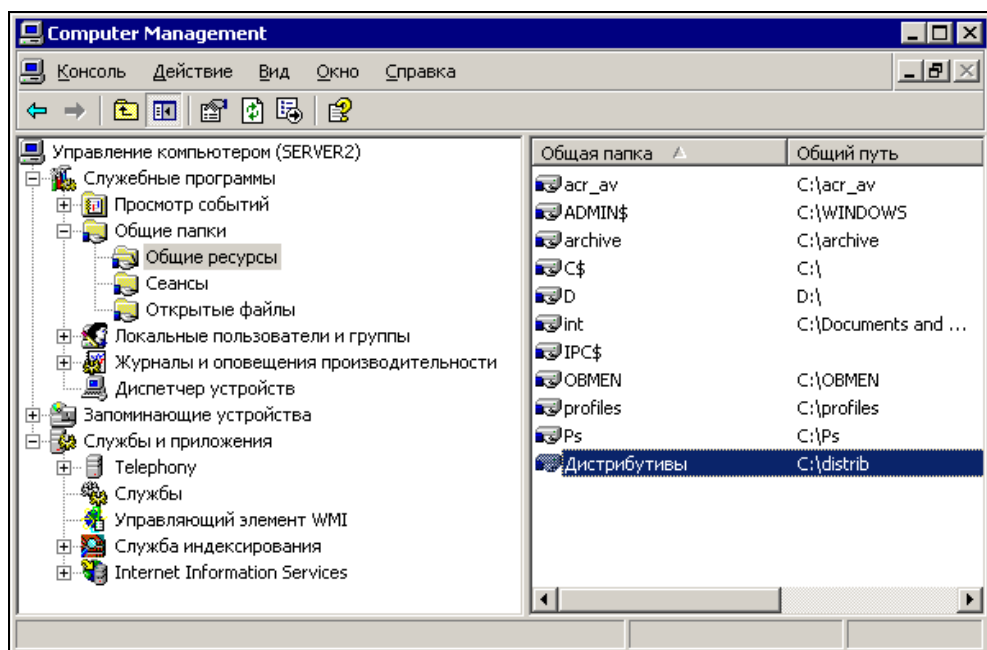 Computer Management
Консоль Действие Вид Окно Справка
Управление компьютером (SERVER2)
Служебные программы
Просмотр событий
Общие папки
Общие ресурсы
Сеансы
Открытые файлы
Локальные пользователи и группы
Журналы и оповещения производительности
Диспетчер устройств
Запоминающие устройства
Службы и приложения
Telephony
Службы
Управляющий элемент WMI
Служба индексирования
Internet Information Services
Общая папка Общий путь
acr_av C:\acr_av
ADMIN$ C:\WINDOWS
archive C:\archive
C$ C:\
D D:\
int C:\Documents and ...
IPC$
OBMEN C:\OBMEN
profiles C:\profiles
Ps C:\Ps
Дистрибутивы C:\distrib